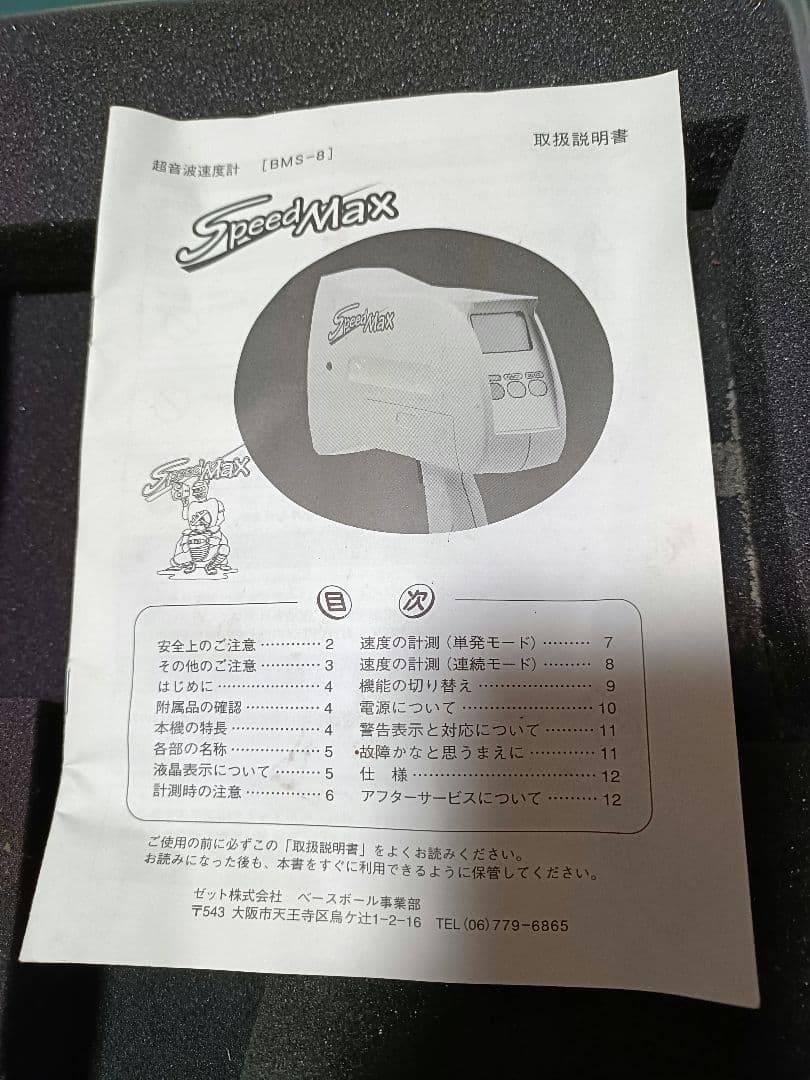 超音波速度計 [BMS-8]
取扱説明書
SpeedMax
SpeedMax
SpeedMax
目次
安全上のご注意…………2
その他のご注意…………3
はじめに…………………4
附属品の確認……………4
本機の特長………………4
各部の名称………………5
液晶表示について………5
計測時の注意……………6
速度の計測(単発モード)………7
速度の計測(連続モード)………8
機能の切り替え…………………9
電源について……………………10
警告表示と対応について………11
故障かなと思うまえに…………11
仕 様……………………………12
アフターサービスについて……12
ご使用の前に必ずこの「取扱説明書」をよくお読みください。
お読みになった後も、本書をすぐに利用できるように保管してください。
ゼット株式会社 ベースボール事業部
〒543 大阪市天王寺区烏ケ辻1-2-16 TEL(06)779-6865